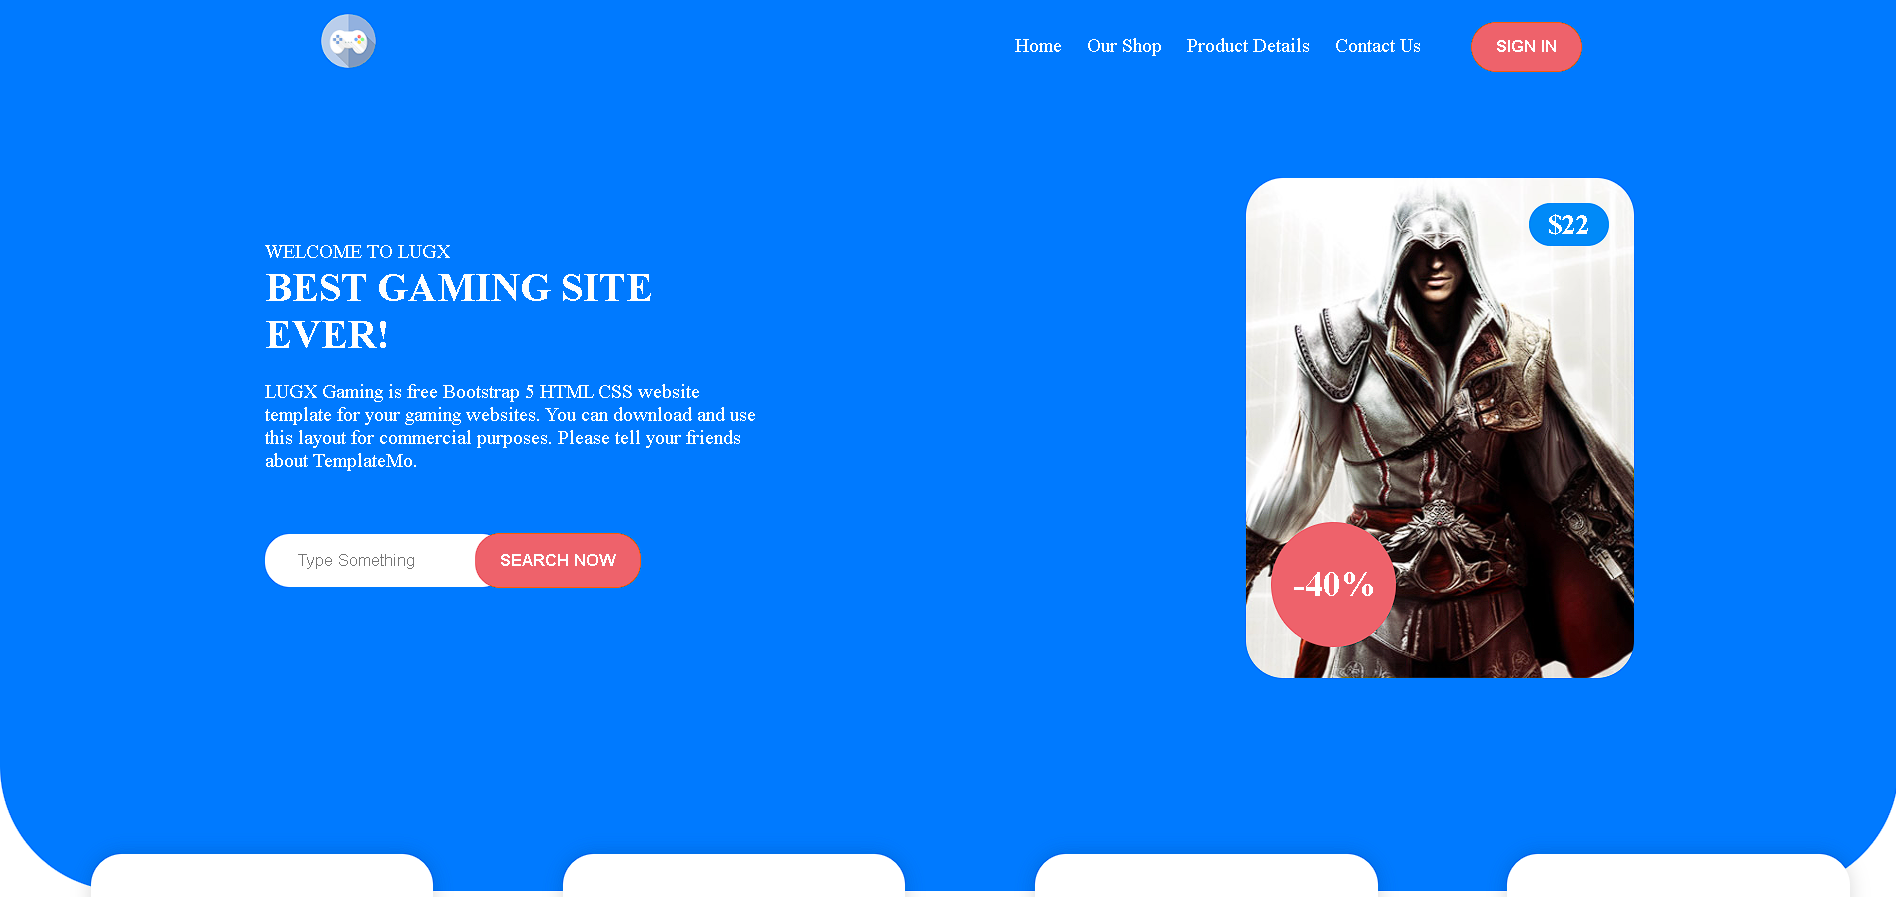 Home Our Shop Product Details Contact Us SIGN IN
WELCOME TO LUGX
BEST GAMING SITE
EVER!
LUGX Gaming is free Bootstrap 5 HTML CSS website
template for your gaming websites. You can download and use
this layout for commercial purposes. Please tell your friends
about TemplateMo.
Type Something SEARCH NOW
$22
-40%